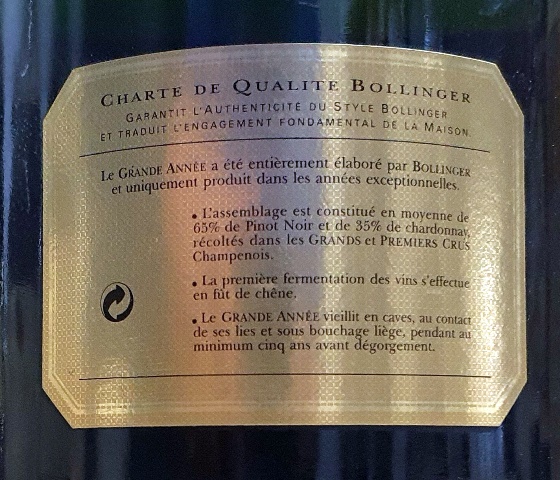 CHARTE DE QUALITE BOLLINGER
GARANTIT L'AUTHENTICITE DU STYLE BOLLINGER
ET TRADUIT L'ENGAGEMENT FONDAMENTAL DE LA MAISON.
Le GRANDE ANNÉE a été entièrement élaboré par BOLLINGER
et uniquement produit dans les années exceptionnelles.
• L'assemblage est constitué en moyenne de
65% de Pinot Noir et de 35% de chardonnay,
récoltés dans les GRANDS et PREMIERS CRUS
Champenois.
• La première fermentation des vins s'effectue
en fût de chêne.
• Le GRANDE ANNÉE vieillit en caves, au contact
de ses lies et sous bouchage liège, pendant au
minimum cinq ans avant dégorgement.